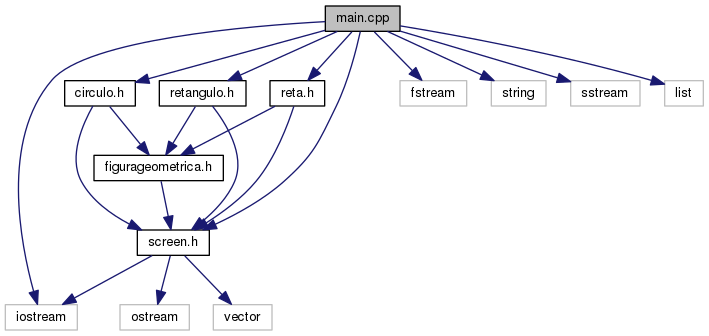 main.cpp
circulo.h
retangulo.h
reta.h
fstream
string
sstream
list
figurageometrica.h
screen.h
iostream
ostream
vector